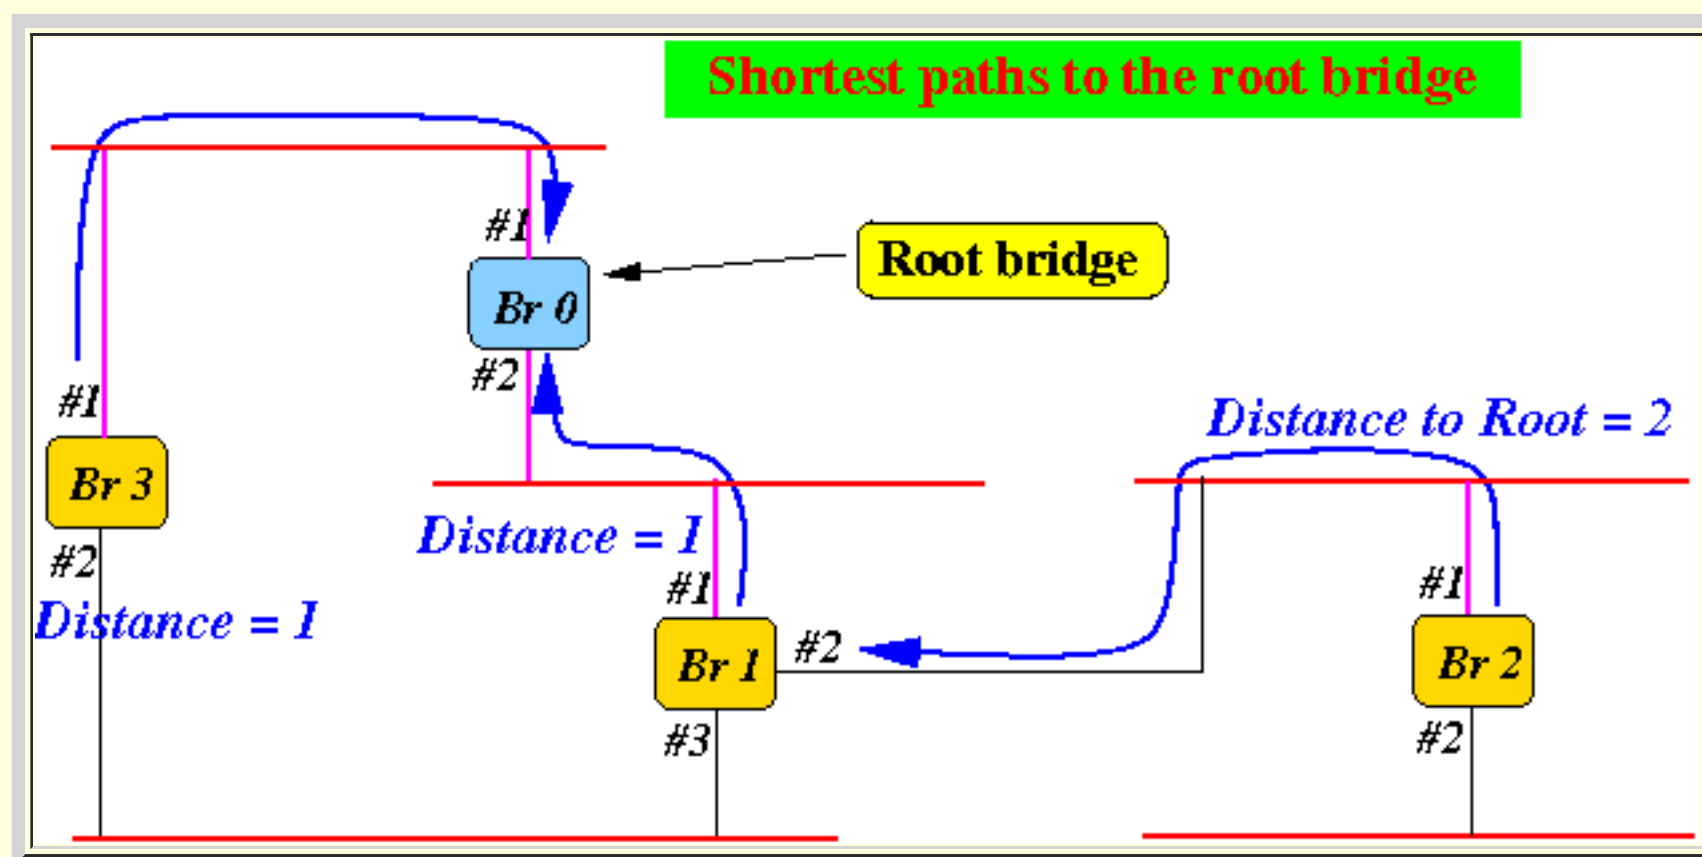 Shortest paths to the root bridge
#1
Root bridge
Br 0
#2
#1
Distance to Root = 2
Br 3
Distance = 1
#2
#1
#1
Distance = 1
Br 1
#2
Br 2
#3
#2